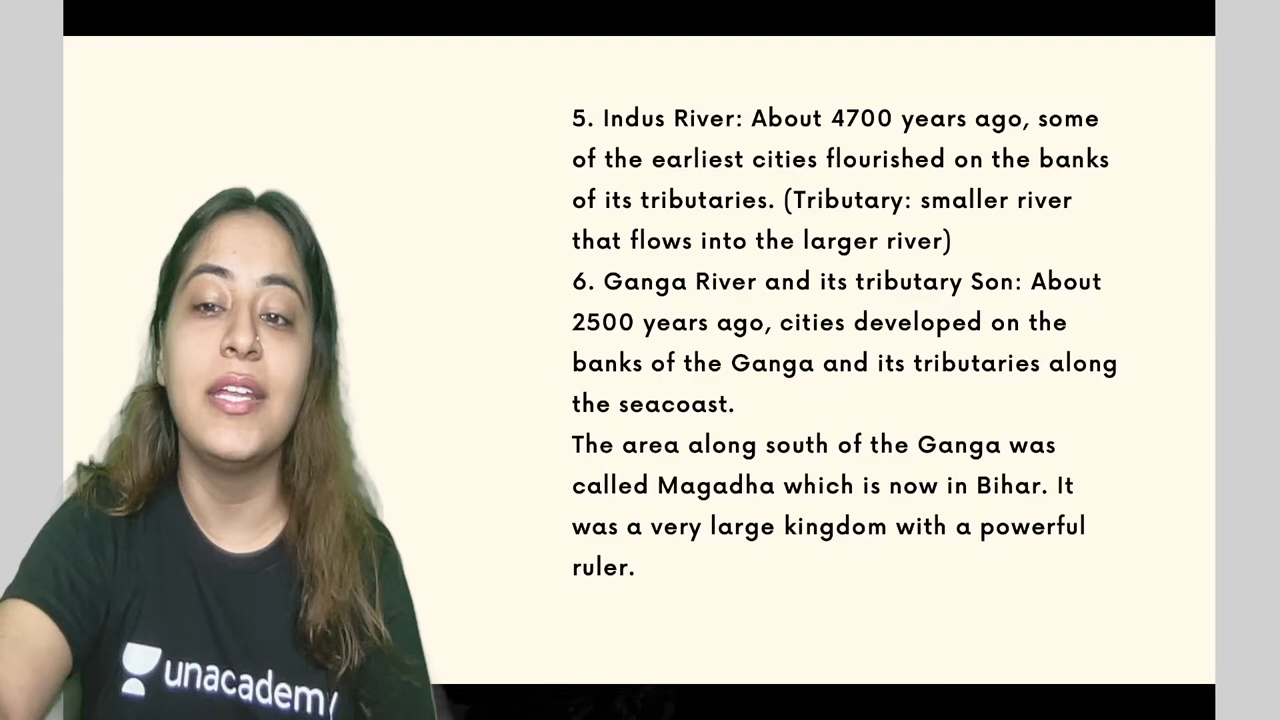 5. Indus River: About 4700 years ago, some
of the earliest cities flourished on the banks
of its tributaries. (Tributary: smaller river
that flows into the larger river)
6. Ganga River and its tributary Son: About
2500 years ago, cities developed on the
banks of the Ganga and its tributaries along
the seacoast.
The area along south of the Ganga was
called Magadha which is now in Bihar. It
was a very large kingdom with a powerful
ruler.
unacademy